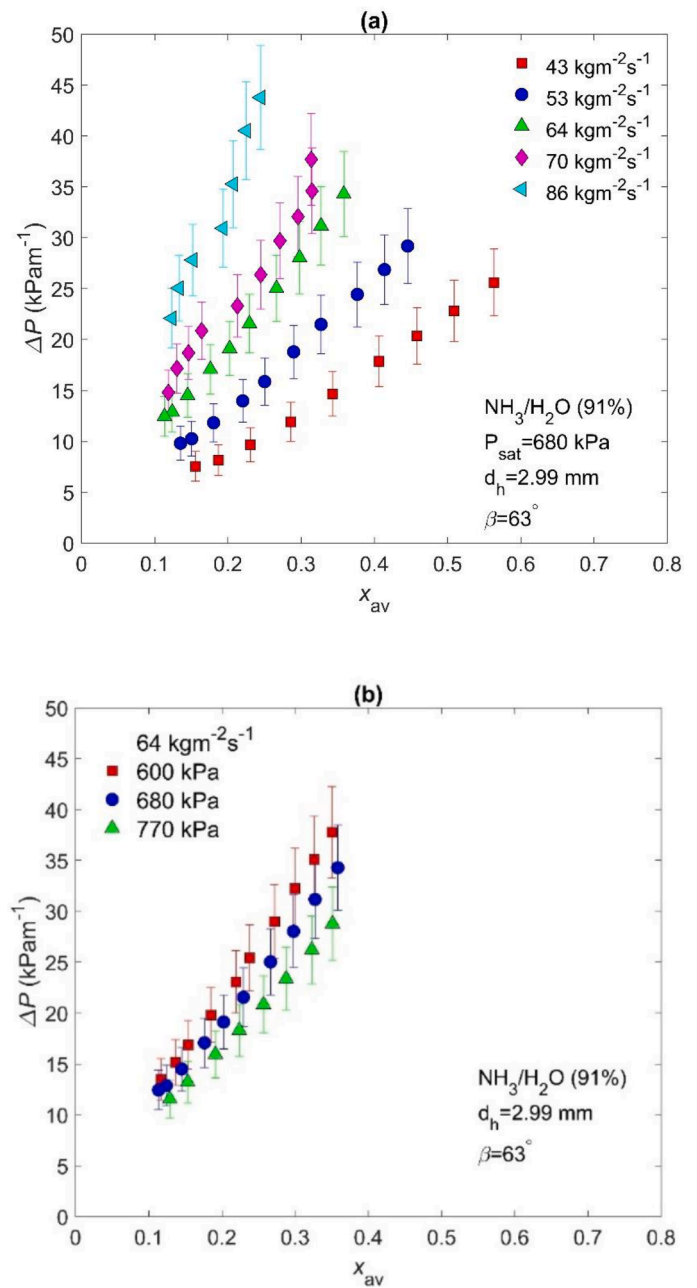 (a)
50
45
40
35
30
25
20
15
10
5
0
ΔP (kPam⁻¹)
43 kgm⁻²s⁻¹
53 kgm⁻²s⁻¹
64 kgm⁻²s⁻¹
70 kgm⁻²s⁻¹
86 kgm⁻²s⁻¹
NH₃/H₂O (91%)
P_sat=680 kPa
d_h=2.99 mm
β=63°
0 0.1 0.2 0.3 0.4 0.5 0.6 0.7 0.8
x_av
(b)
50
45
40
35
30
25
20
15
10
5
0
ΔP (kPam⁻¹)
64 kgm⁻²s⁻¹
600 kPa
680 kPa
770 kPa
NH₃/H₂O (91%)
d_h=2.99 mm
β=63°
0 0.1 0.2 0.3 0.4 0.5 0.6 0.7 0.8
x_av